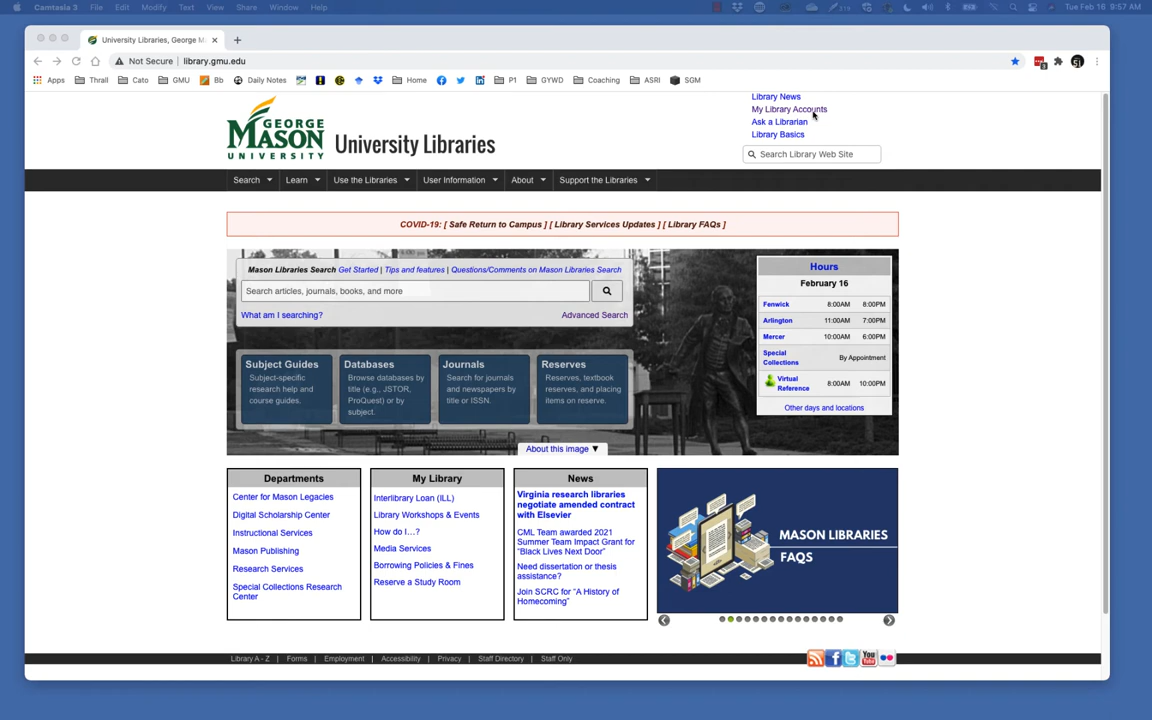 Camtasia 3 File Edit Modify Text View Share Window Help Tue Feb 16 9:57 AM
University Libraries, George M
Not Secure | library.gmu.edu
Apps Thrall Cato GMU Bb Daily Notes Home P1 GYWD Coaching ASRI SGM
Library News
My Library Accounts
Ask a Librarian
Library Basics
GEORGE
MASON
UNIVERSITY
University Libraries
Search Library Web Site
Search Learn Use the Libraries User Information About Support the Libraries
COVID-19: [ Safe Return to Campus ] [ Library Services Updates ] [ Library FAQs ]
Mason Libraries Search Get Started | Tips and features | Questions/Comments on Mason Libraries Search
Search articles, journals, books, and more
What am I searching? Advanced Search
Subject Guides
Subject-specific
research help and
course guides.
Databases
Browse databases by
title (e.g., JSTOR,
ProQuest) or by
subject.
Journals
Search for journals
and newspapers by
title or ISSN.
Reserves
Reserves, textbook
reserves, and placing
items on reserve.
Hours
February 16
Fenwick 8:00AM 8:00PM
Arlington 11:00AM 7:00PM
Mercer 10:00AM 6:00PM
Special
Collections By Appointment
Virtual
Reference 8:00AM 10:00PM
Other days and locations
About this image ▼
Departments
Center for Mason Legacies
Digital Scholarship Center
Instructional Services
Mason Publishing
Research Services
Special Collections Research
Center
My Library
Interlibrary Loan (ILL)
Library Workshops & Events
How do I...?
Media Services
Borrowing Policies & Fines
Reserve a Study Room
News
Virginia research libraries
negotiate amended contract
with Elsevier
CML Team awarded 2021
Summer Team Impact Grant for
"Black Lives Next Door"
Need dissertation or thesis
assistance?
Join SCRC for "A History of
Homecoming"
MASON LIBRARIES
FAQS
Library A - Z | Forms | Employment | Accessibility | Privacy | Staff Directory | Staff Only
You
Tube